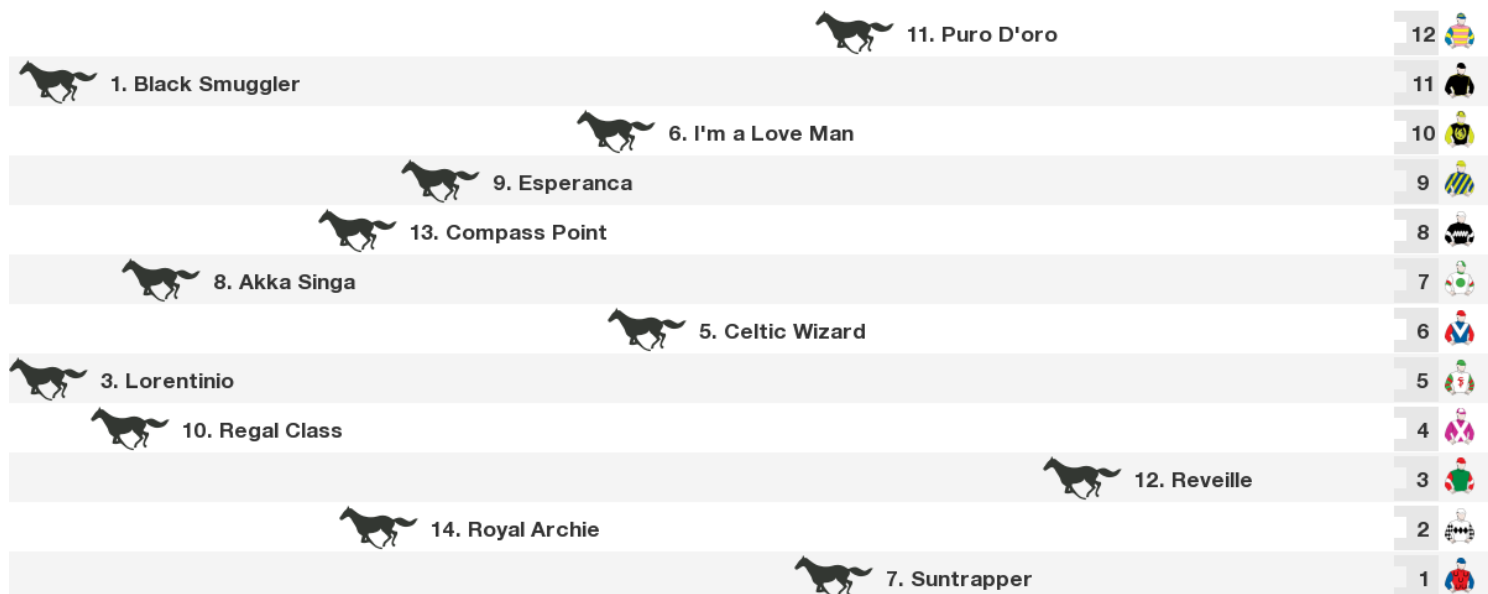 11. Puro D'oro 12
1. Black Smuggler 11
6. I'm a Love Man 10
9. Esperanca 9
13. Compass Point 8
8. Akka Singa 7
5. Celtic Wizard 6
3. Lorentinio 5
10. Regal Class 4
12. Reveille 3
14. Royal Archie 2
7. Suntrapper 1